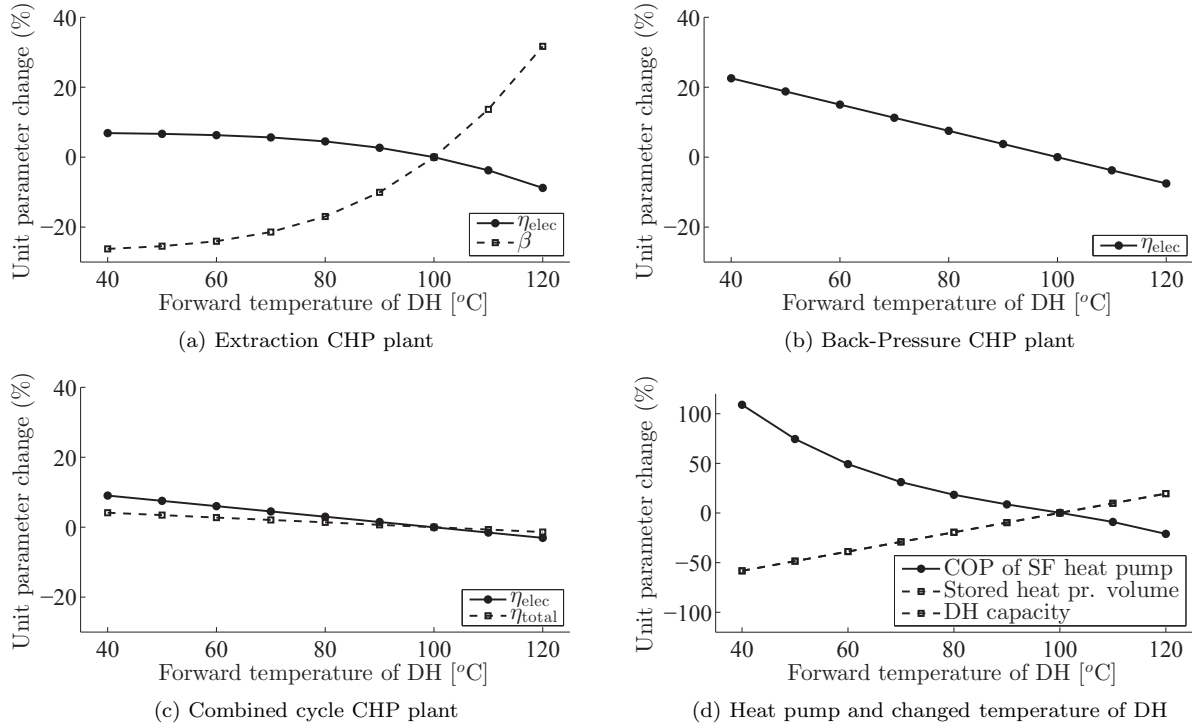 Unit parameter change (%)
40
20
0
−20
η_elec
β
40 60 80 100 120
Forward temperature of DH [°C]
(a) Extraction CHP plant
Unit parameter change (%)
40
20
0
−20
η_elec
40 60 80 100 120
Forward temperature of DH [°C]
(b) Back-Pressure CHP plant
Unit parameter change (%)
40
20
0
−20
η_elec
η_total
40 60 80 100 120
Forward temperature of DH [°C]
(c) Combined cycle CHP plant
Unit parameter change (%)
100
50
0
−50
−100
COP of SF heat pump
Stored heat pr. volume
DH capacity
40 60 80 100 120
Forward temperature of DH [°C]
(d) Heat pump and changed temperature of DH